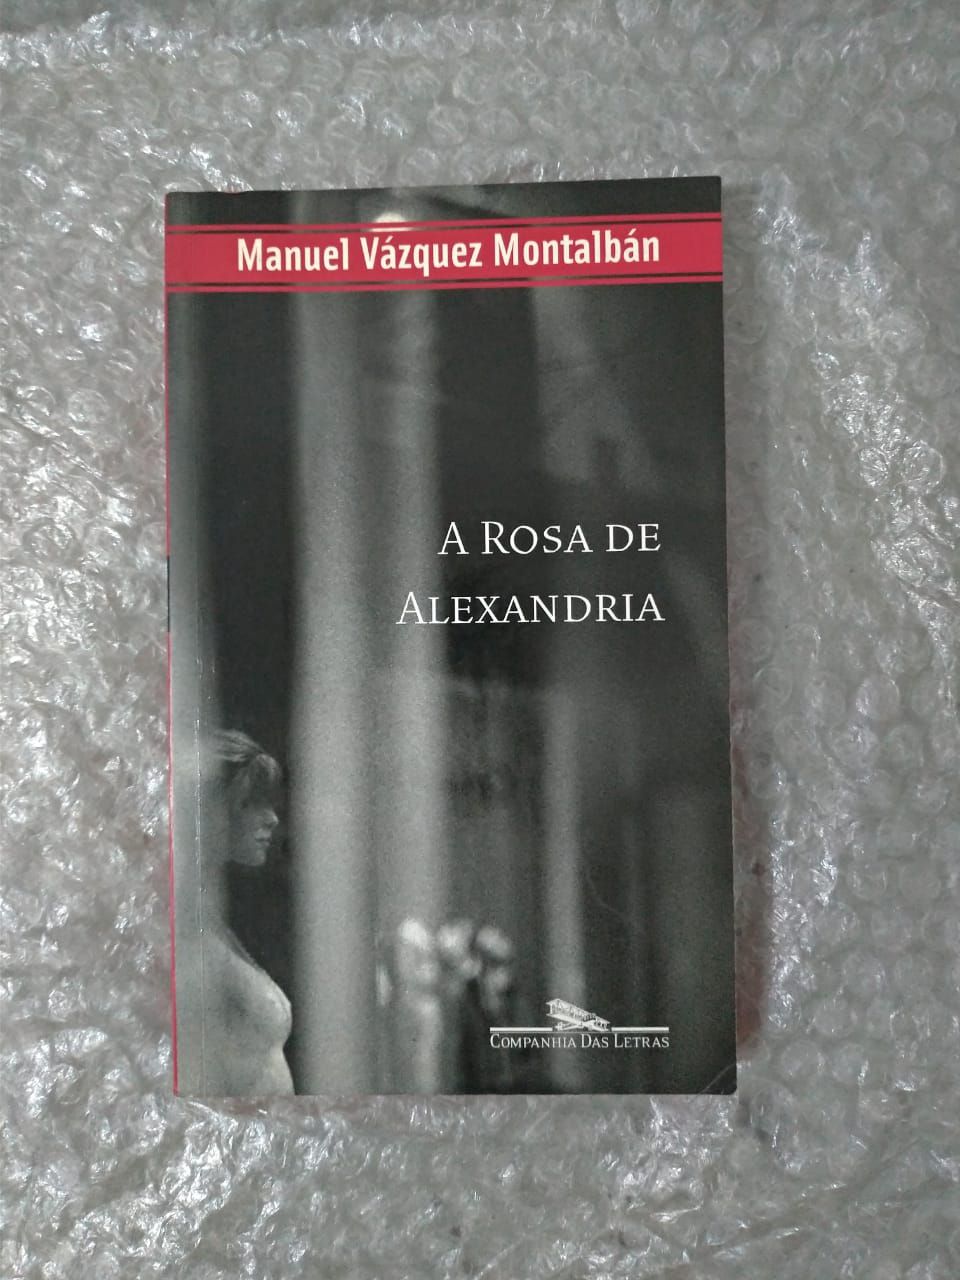 Manuel Vázquez Montalbán
A ROSA DE
ALEXANDRIA
COMPANHIA DAS LETRAS